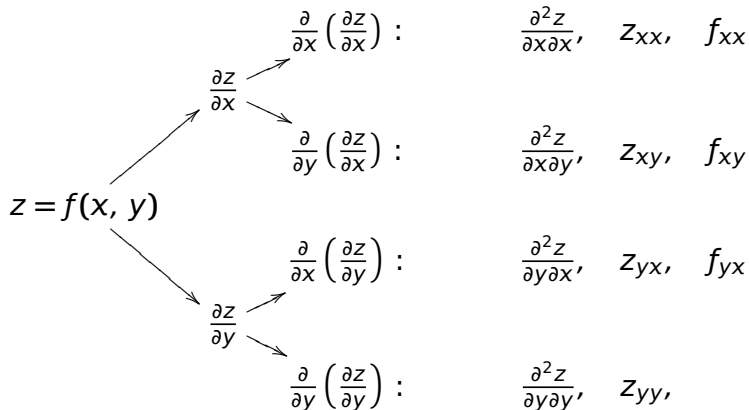 ∂/∂x (∂z/∂x) : ∂²z/∂x∂x, z_xx, f_xx
∂z/∂x
∂/∂y (∂z/∂x) : ∂²z/∂x∂y, z_xy, f_xy
z = f(x, y)
∂/∂x (∂z/∂y) : ∂²z/∂y∂x, z_yx, f_yx
∂z/∂y
∂/∂y (∂z/∂y) : ∂²z/∂y∂y, z_yy,